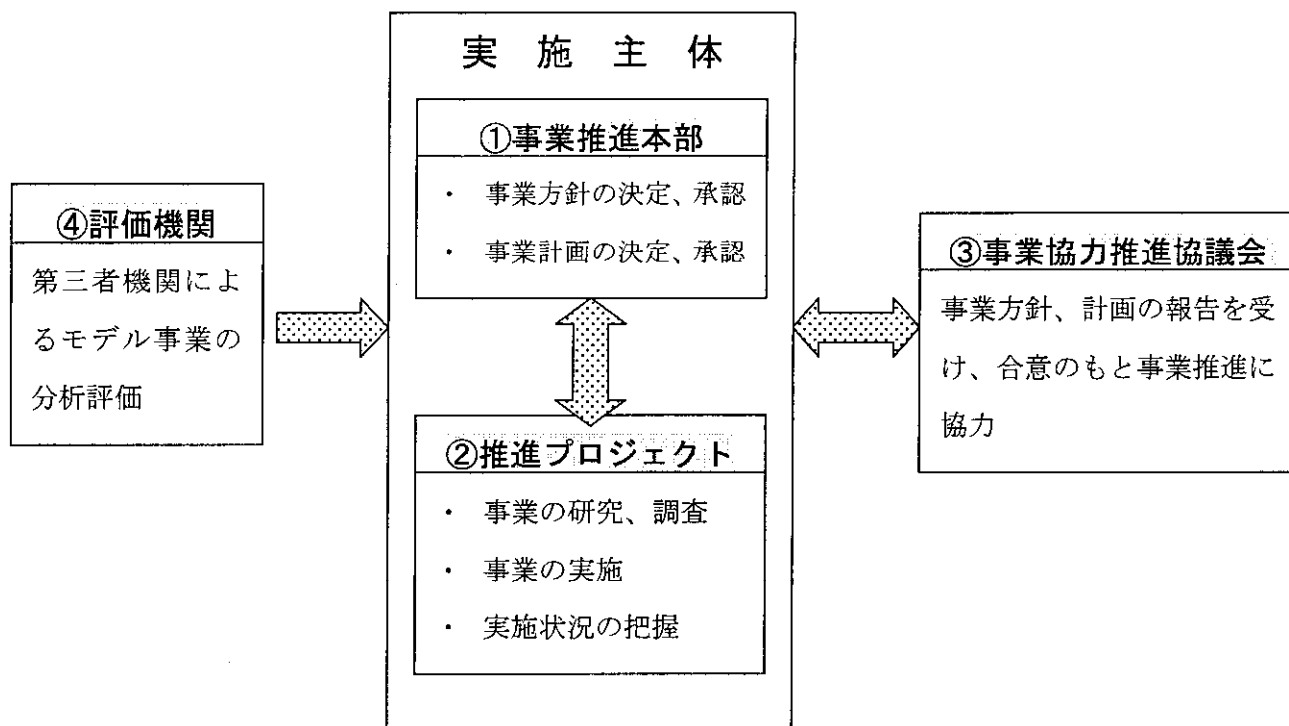 実施主体
①事業推進本部
・ 事業方針の決定、承認
・ 事業計画の決定、承認
④評価機関
第三者機関によ
るモデル事業の
分析評価
③事業協力推進協議会
事業方針、計画の報告を受
け、合意のもと事業推進に
協力
②推進プロジェクト
・ 事業の研究、調査
・ 事業の実施
・ 実施状況の把握